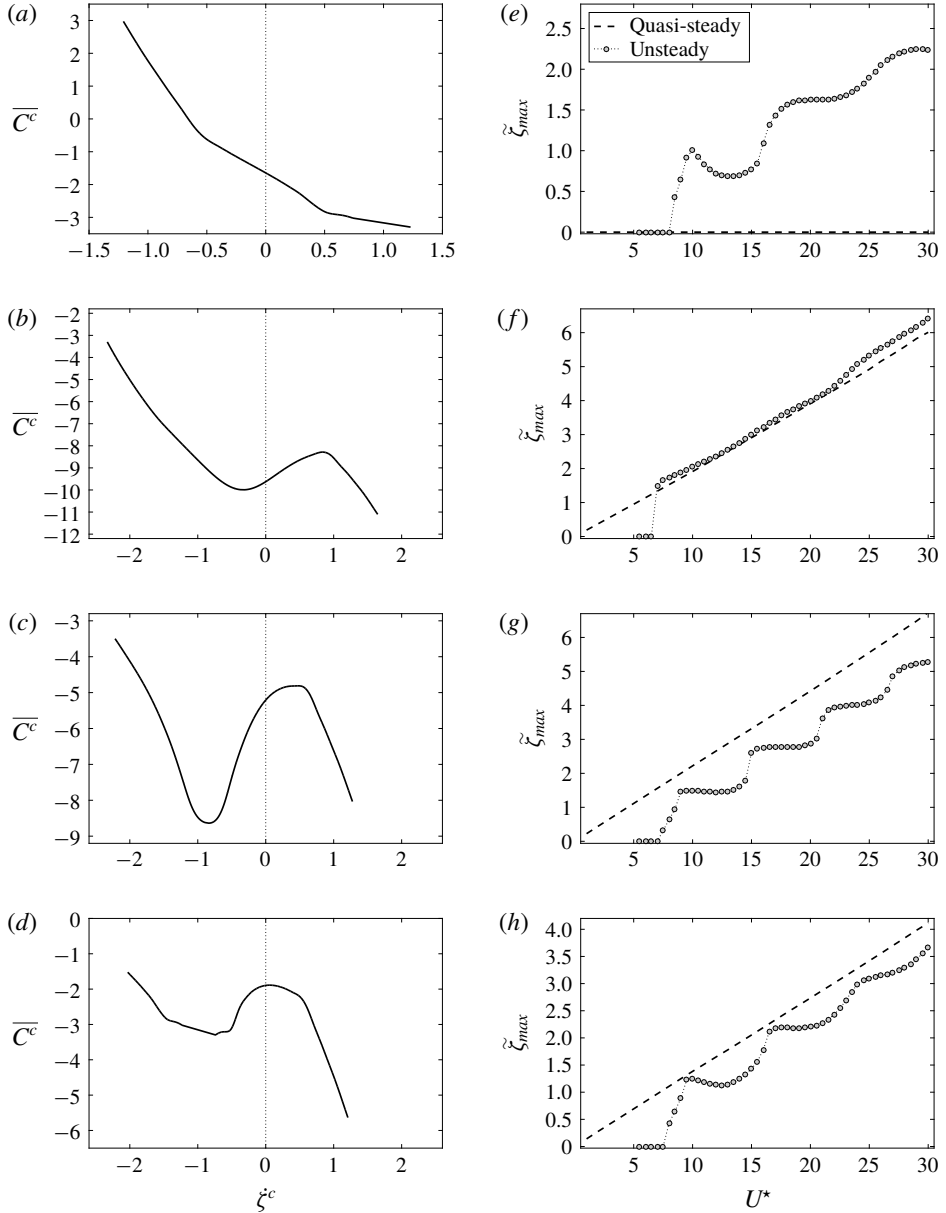 (a)
3
2
1
0
−1
−2
−3
−1.5 −1.0 −0.5 0 0.5 1.0 1.5
C̅ᶜ
(e)
Quasi-steady
Unsteady
2.5
2.0
1.5
1.0
0.5
0
5 10 15 20 25 30
ζ̃max
(b)
−2
−3
−4
−5
−6
−7
−8
−9
−10
−11
−12
−2 −1 0 1 2
C̅ᶜ
(f)
6
5
4
3
2
1
0
5 10 15 20 25 30
ζ̃max
(c)
−3
−4
−5
−6
−7
−8
−9
−2 −1 0 1 2
C̅ᶜ
(g)
6
5
4
3
2
1
0
5 10 15 20 25 30
ζ̃max
(d)
0
−1
−2
−3
−4
−5
−6
−2 −1 0 1 2
C̅ᶜ
ζ̇ᶜ
(h)
4.0
3.5
3.0
2.5
2.0
1.5
1.0
0.5
0
5 10 15 20 25 30
ζ̃max
U⋆